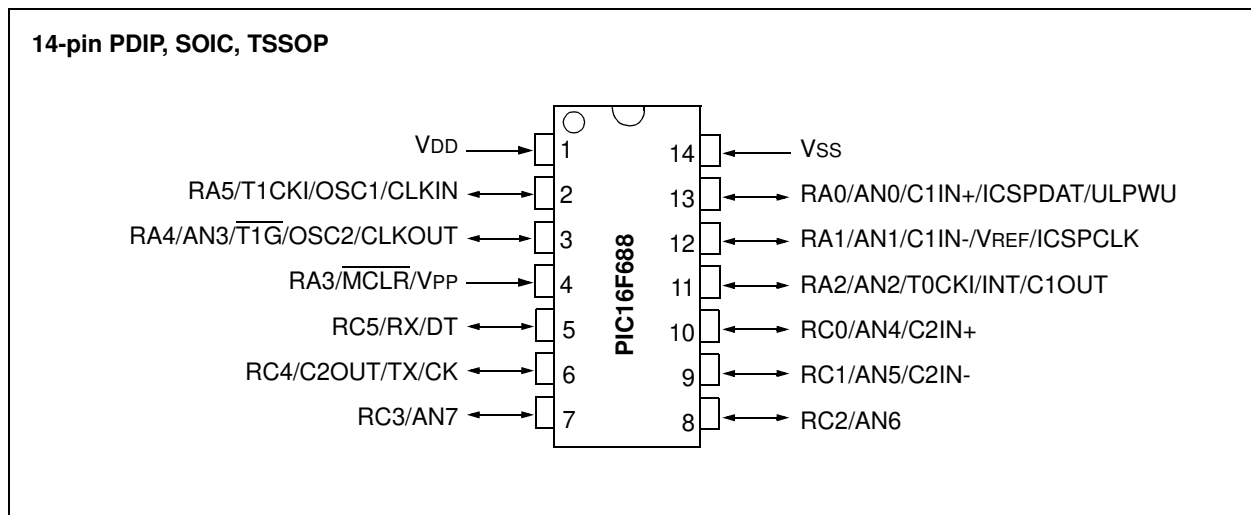 14-pin PDIP, SOIC, TSSOP
VDD 1 14 VSS
RA5/T1CKI/OSC1/CLKIN 2 13 RA0/AN0/C1IN+/ICSPDAT/ULPWU
RA4/AN3/T1G/OSC2/CLKOUT 3 12 RA1/AN1/C1IN-/VREF/ICSPCLK
RA3/MCLR/VPP 4 11 RA2/AN2/T0CKI/INT/C1OUT
RC5/RX/DT 5 10 RC0/AN4/C2IN+
RC4/C2OUT/TX/CK 6 9 RC1/AN5/C2IN-
RC3/AN7 7 8 RC2/AN6
PIC16F688